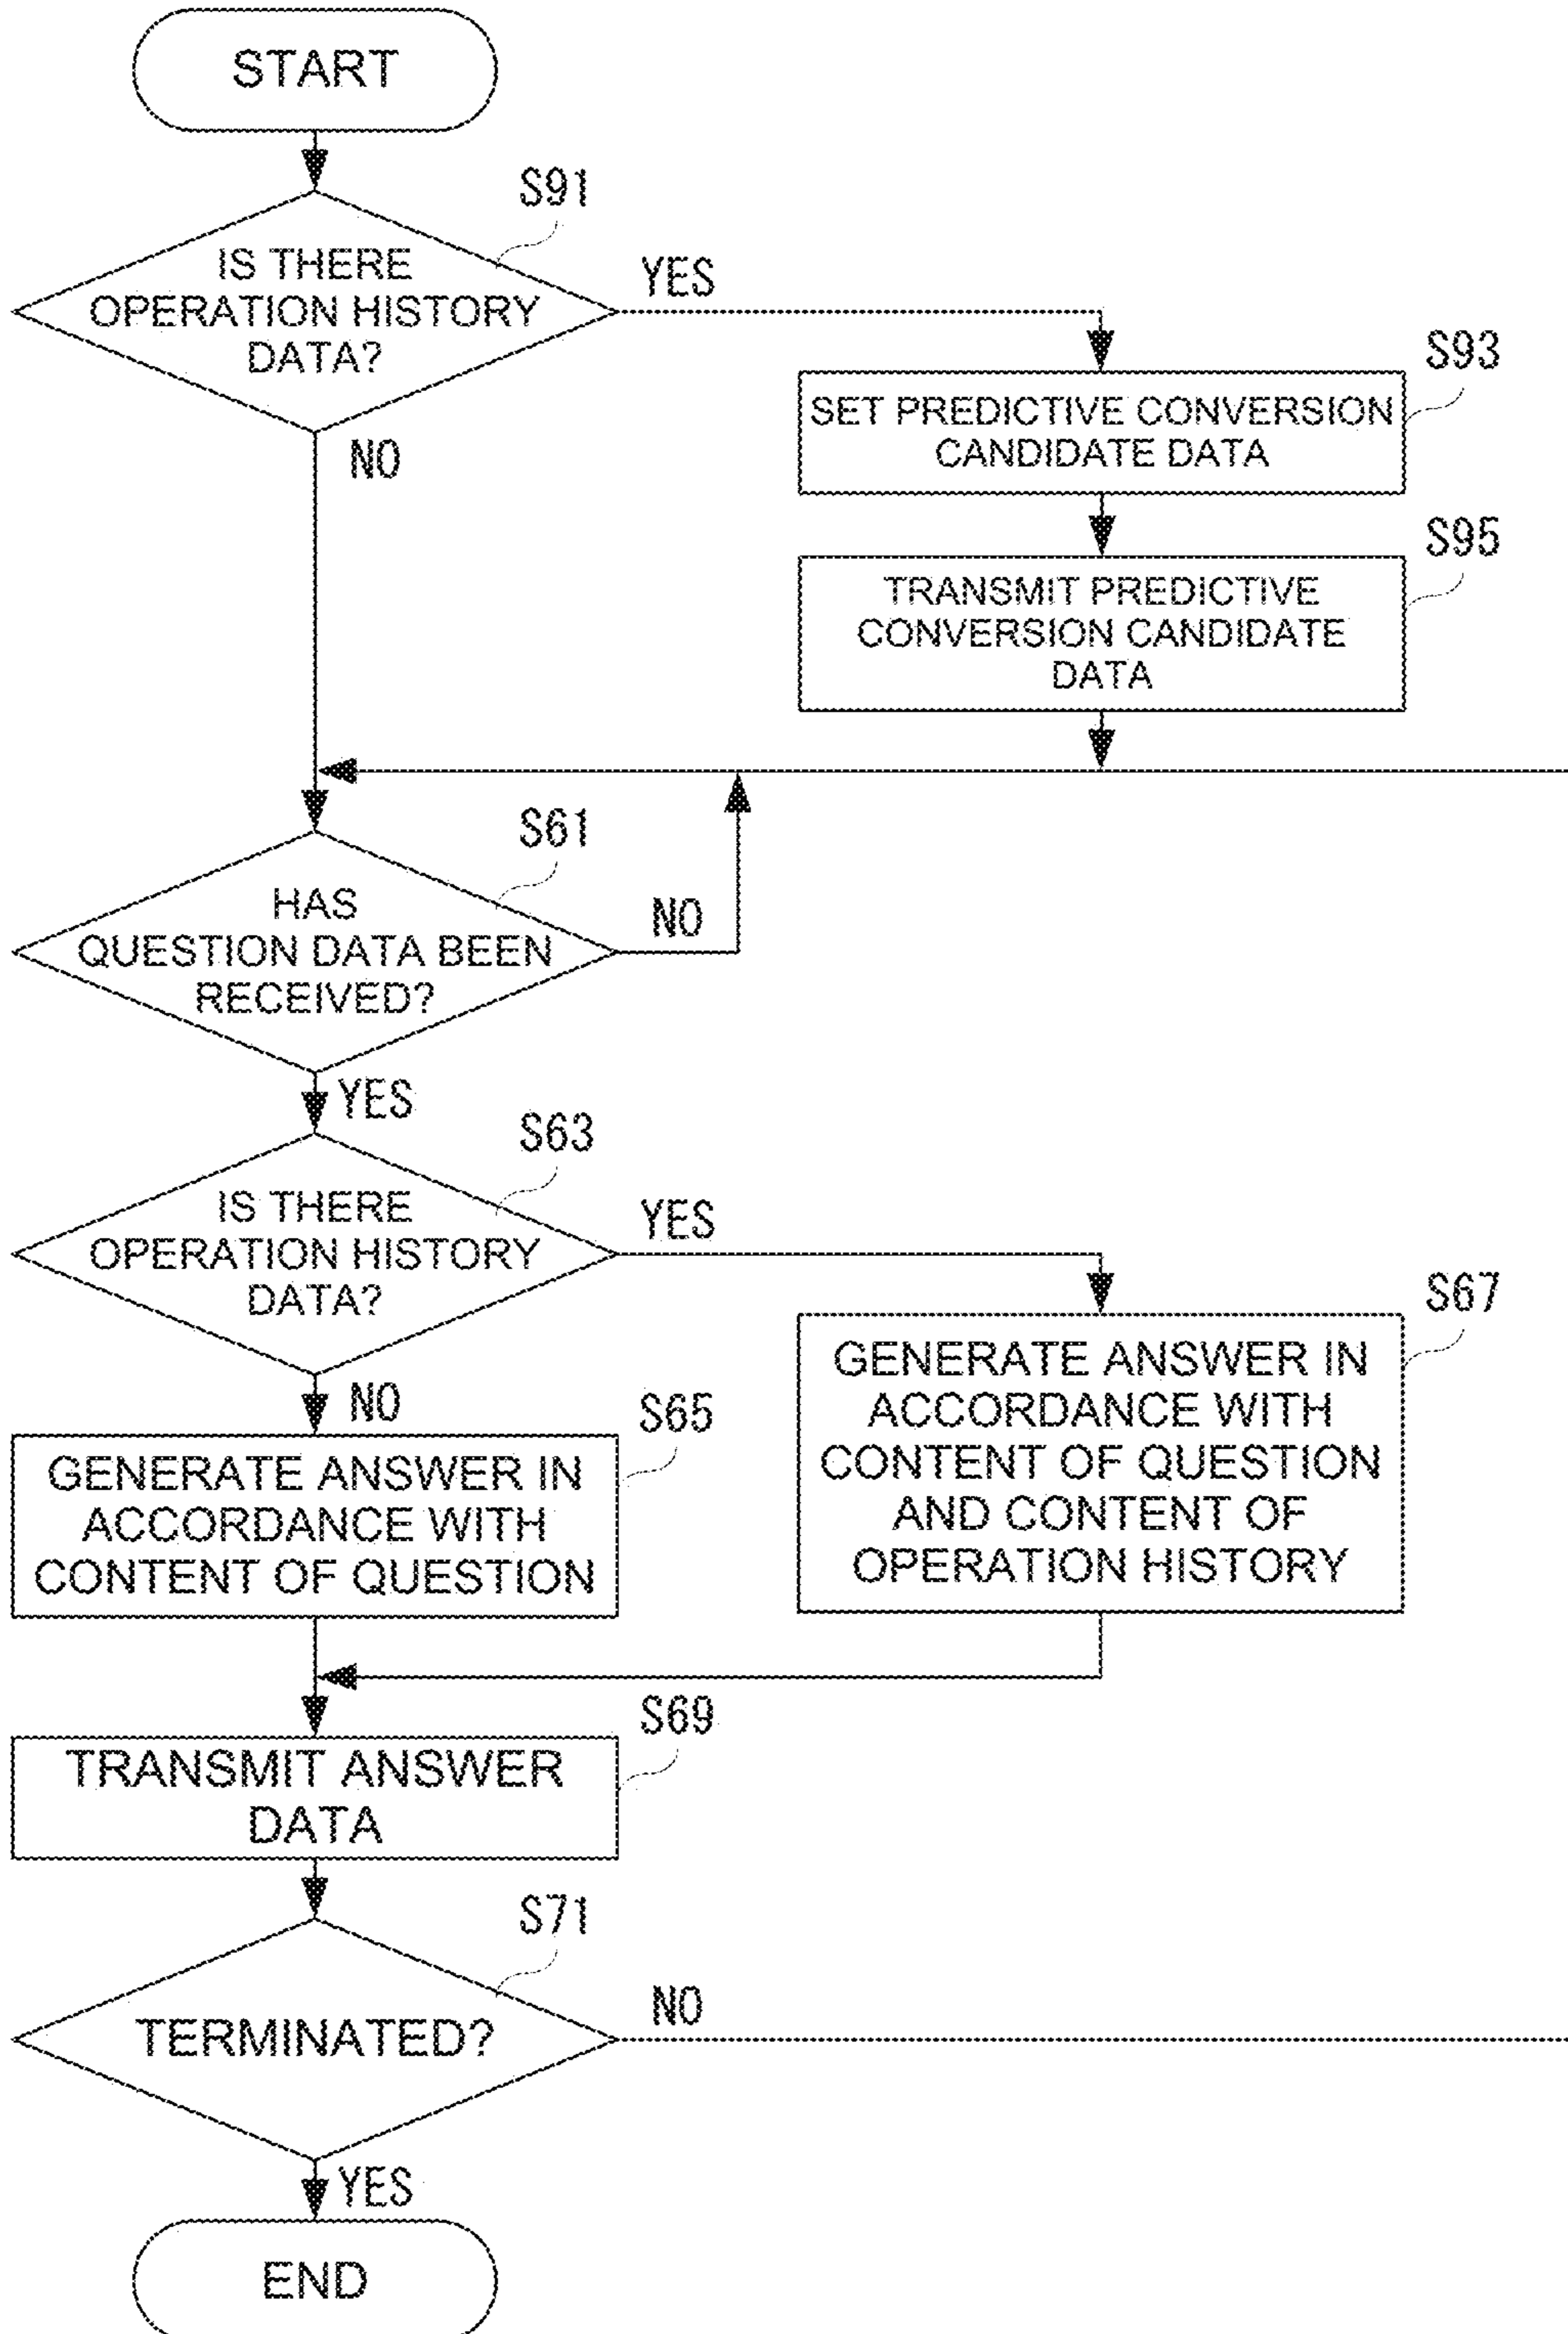 START
S91
IS THERE
OPERATION HISTORY
DATA?
YES
NO
S93
SET PREDICTIVE CONVERSION
CANDIDATE DATA
S95
TRANSMIT PREDICTIVE
CONVERSION CANDIDATE
DATA
S61
HAS
QUESTION DATA BEEN
RECEIVED?
NO
YES
S63
IS THERE
OPERATION HISTORY
DATA?
YES
NO
S65
GENERATE ANSWER IN
ACCORDANCE WITH
CONTENT OF QUESTION
S67
GENERATE ANSWER IN
ACCORDANCE WITH
CONTENT OF QUESTION
AND CONTENT OF
OPERATION HISTORY
S69
TRANSMIT ANSWER
DATA
S71
TERMINATED?
NO
YES
END